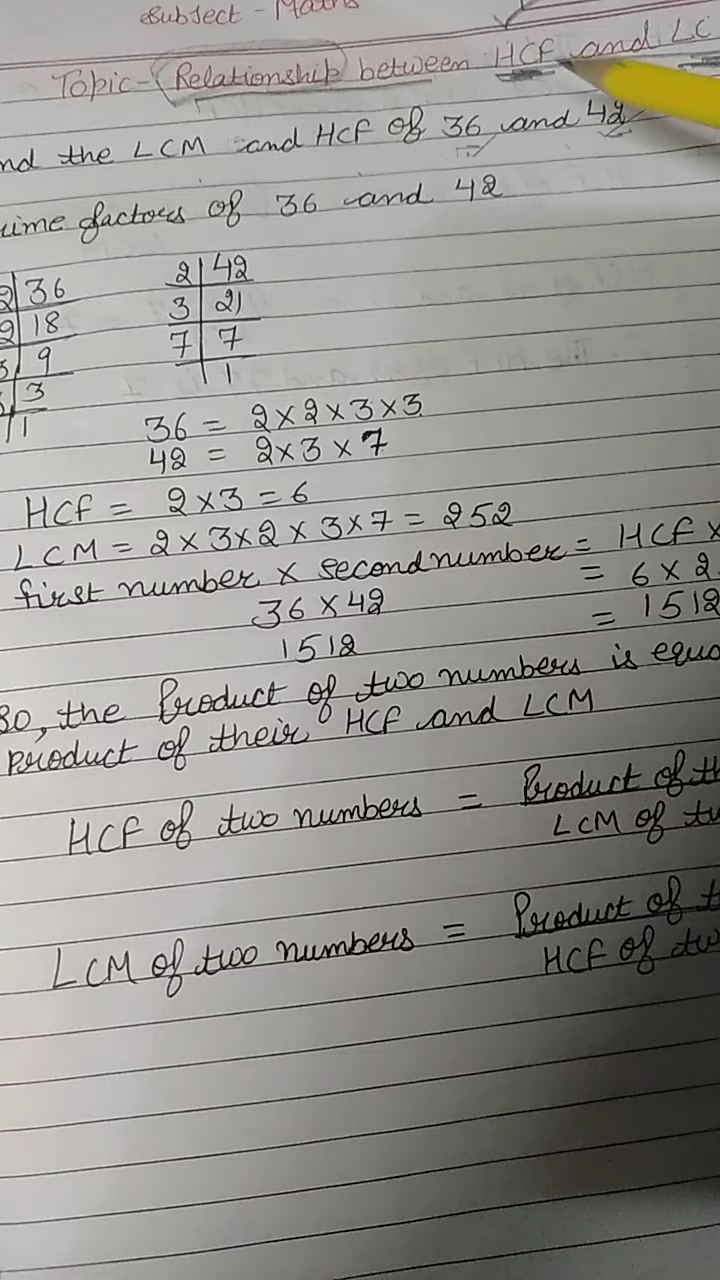 Subject - Maths
Topic - Relationship between HCF and LC
nd the LCM and HCF of 36 and 42
rime factors of 36 and 42
2 36
2 18
3 9
3 3
1
2 42
3 21
7 7
1
36 = 2×2×3×3
42 = 2×3×7
HCF = 2×3 = 6
LCM = 2×3×2×3×7 = 252
first number × second number = HCF ×
36×42 = 6×2
1512 = 1512
So, the Product of two numbers is equa
product of their HCF and LCM
HCF of two numbers = Product of th
LCM of tw
LCM of two numbers = Product of t
HCF of tw